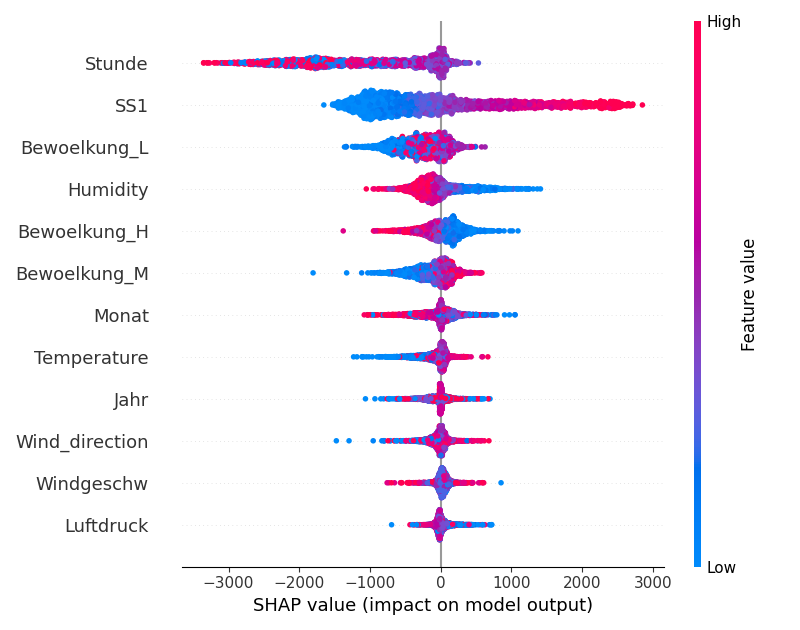 High
Stunde
SS1
Bewoelkung_L
Humidity
Bewoelkung_H
Bewoelkung_M
Monat
Temperature
Jahr
Wind_direction
Windgeschw
Luftdruck
Feature value
Low
−3000 −2000 −1000 0 1000 2000 3000
SHAP value (impact on model output)